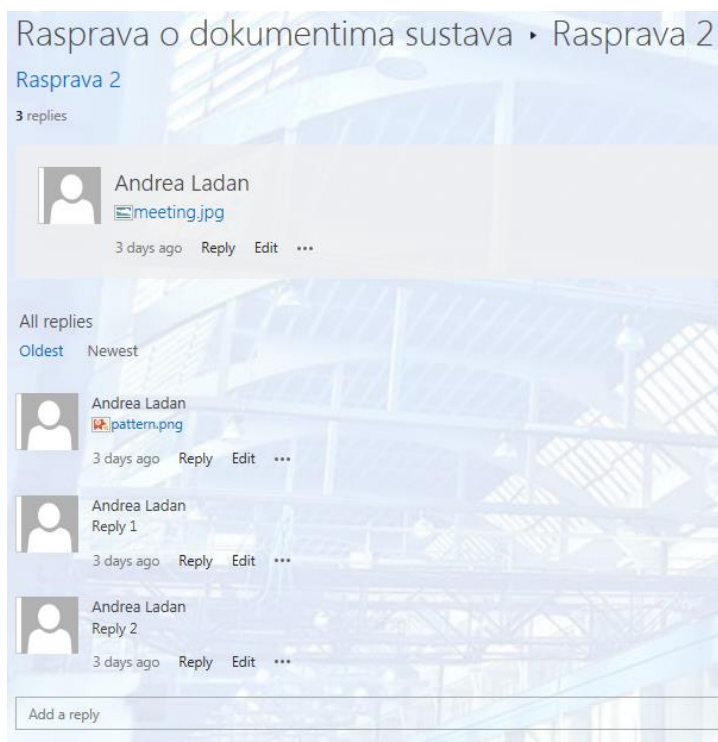 Rasprava o dokumentima sustava ‣ Rasprava 2
Rasprava 2
3 replies
Andrea Ladan
meeting.jpg
3 days ago Reply Edit •••
All replies
Oldest Newest
Andrea Ladan
pattern.png
3 days ago Reply Edit •••
Andrea Ladan
Reply 1
3 days ago Reply Edit •••
Andrea Ladan
Reply 2
3 days ago Reply Edit •••
Add a reply